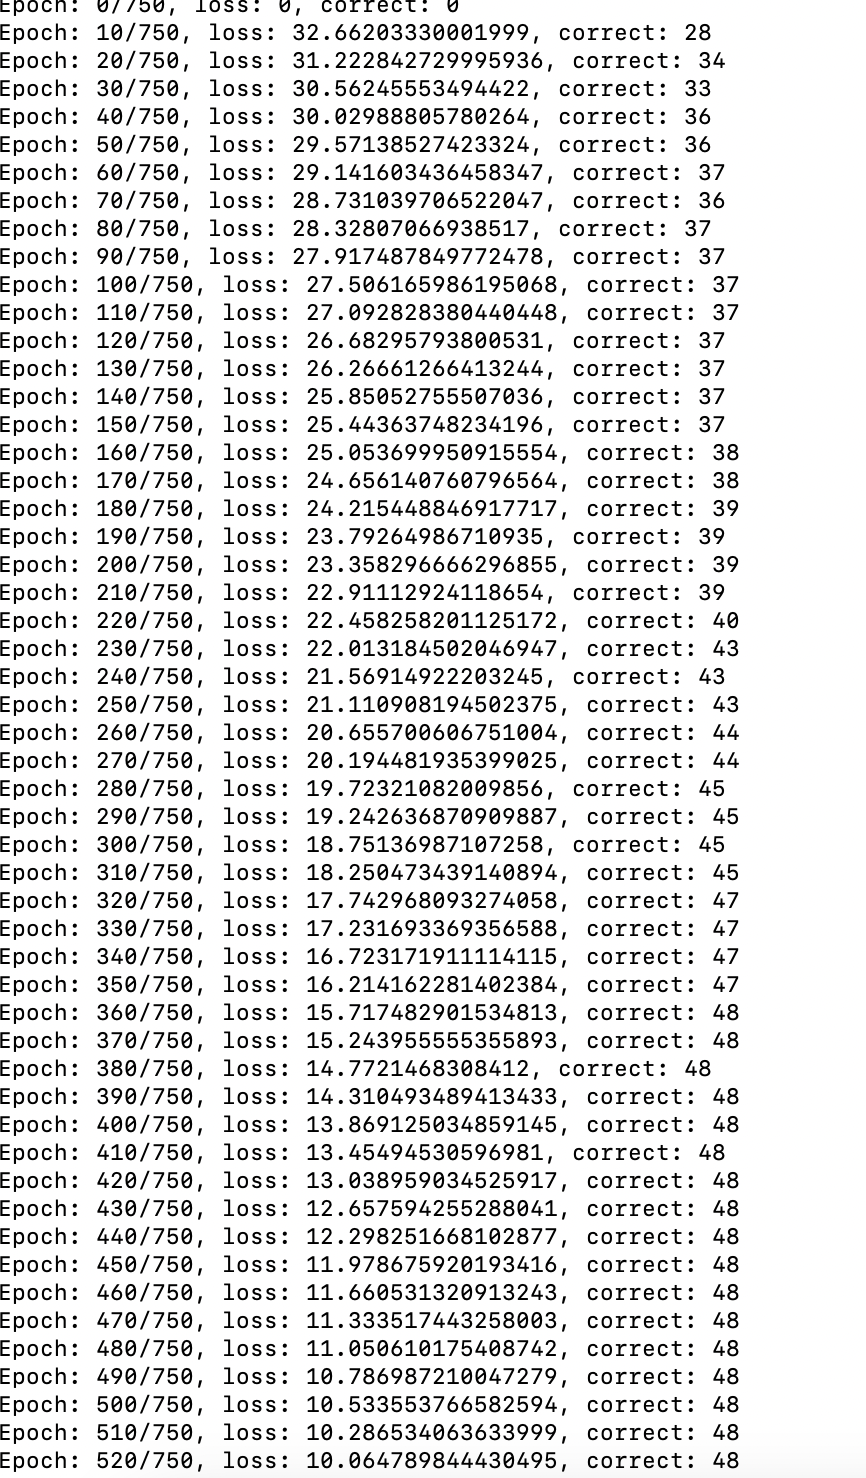 Epoch: 0/750, loss: 0, correct: 0
Epoch: 10/750, loss: 32.66203330001999, correct: 28
Epoch: 20/750, loss: 31.222842729995936, correct: 34
Epoch: 30/750, loss: 30.56245553494422, correct: 33
Epoch: 40/750, loss: 30.02988805780264, correct: 36
Epoch: 50/750, loss: 29.57138527423324, correct: 36
Epoch: 60/750, loss: 29.141603436458347, correct: 37
Epoch: 70/750, loss: 28.731039706522047, correct: 36
Epoch: 80/750, loss: 28.32807066938517, correct: 37
Epoch: 90/750, loss: 27.917487849772478, correct: 37
Epoch: 100/750, loss: 27.506165986195068, correct: 37
Epoch: 110/750, loss: 27.092828380440448, correct: 37
Epoch: 120/750, loss: 26.68295793800531, correct: 37
Epoch: 130/750, loss: 26.26661266413244, correct: 37
Epoch: 140/750, loss: 25.85052755507036, correct: 37
Epoch: 150/750, loss: 25.44363748234196, correct: 37
Epoch: 160/750, loss: 25.053699950915554, correct: 38
Epoch: 170/750, loss: 24.656140760796564, correct: 38
Epoch: 180/750, loss: 24.215448846917717, correct: 39
Epoch: 190/750, loss: 23.79264986710935, correct: 39
Epoch: 200/750, loss: 23.358296666296855, correct: 39
Epoch: 210/750, loss: 22.91112924118654, correct: 39
Epoch: 220/750, loss: 22.458258201125172, correct: 40
Epoch: 230/750, loss: 22.013184502046947, correct: 43
Epoch: 240/750, loss: 21.56914922203245, correct: 43
Epoch: 250/750, loss: 21.110908194502375, correct: 43
Epoch: 260/750, loss: 20.655700606751004, correct: 44
Epoch: 270/750, loss: 20.194481935399025, correct: 44
Epoch: 280/750, loss: 19.72321082009856, correct: 45
Epoch: 290/750, loss: 19.242636870909887, correct: 45
Epoch: 300/750, loss: 18.75136987107258, correct: 45
Epoch: 310/750, loss: 18.250473439140894, correct: 45
Epoch: 320/750, loss: 17.742968093274058, correct: 47
Epoch: 330/750, loss: 17.231693369356588, correct: 47
Epoch: 340/750, loss: 16.723171911114115, correct: 47
Epoch: 350/750, loss: 16.214162281402384, correct: 47
Epoch: 360/750, loss: 15.717482901534813, correct: 48
Epoch: 370/750, loss: 15.243955555355893, correct: 48
Epoch: 380/750, loss: 14.7721468308412, correct: 48
Epoch: 390/750, loss: 14.310493489413433, correct: 48
Epoch: 400/750, loss: 13.869125034859145, correct: 48
Epoch: 410/750, loss: 13.45494530596981, correct: 48
Epoch: 420/750, loss: 13.038959034525917, correct: 48
Epoch: 430/750, loss: 12.657594255288041, correct: 48
Epoch: 440/750, loss: 12.298251668102877, correct: 48
Epoch: 450/750, loss: 11.978675920193416, correct: 48
Epoch: 460/750, loss: 11.660531320913243, correct: 48
Epoch: 470/750, loss: 11.333517443258003, correct: 48
Epoch: 480/750, loss: 11.050610175408742, correct: 48
Epoch: 490/750, loss: 10.786987210047279, correct: 48
Epoch: 500/750, loss: 10.533553766582594, correct: 48
Epoch: 510/750, loss: 10.286534063633999, correct: 48
Epoch: 520/750, loss: 10.064789844430495, correct: 48